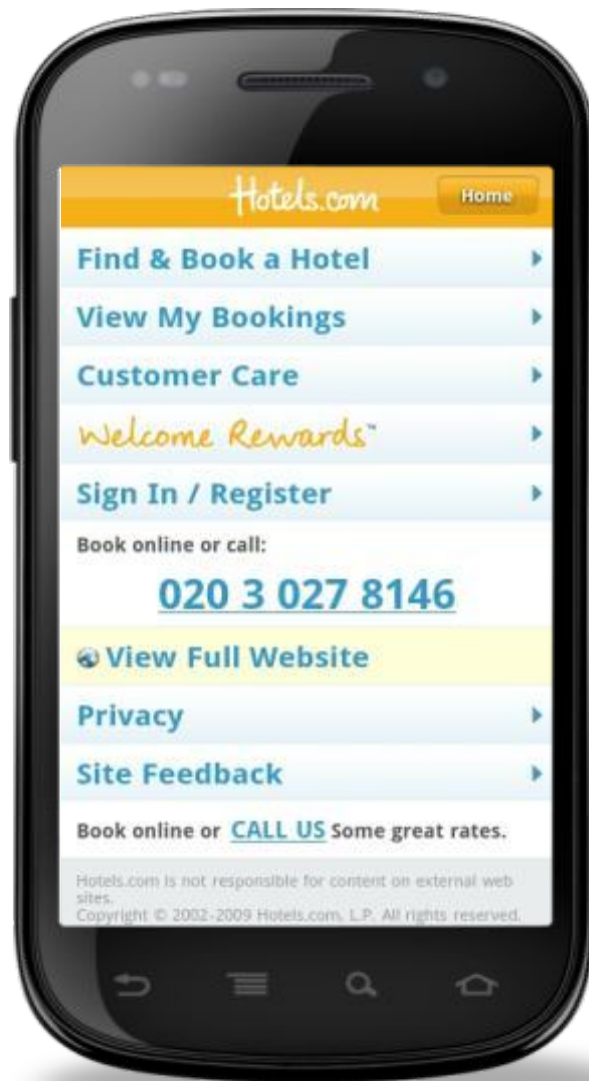 Hotels.com
Home
Find & Book a Hotel
View My Bookings
Customer Care
Welcome Rewards™
Sign In / Register
Book online or call:
020 3 027 8146
View Full Website
Privacy
Site Feedback
Book online or CALL US Some great rates.
Hotels.com is not responsible for content on external web
sites.
Copyright © 2002-2009 Hotels.com, L.P. All rights reserved.